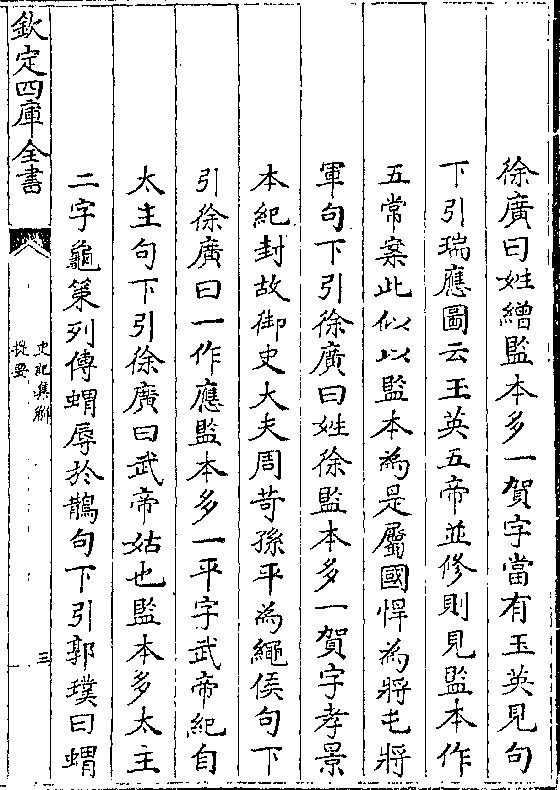 徐廣曰姓繒監本多一賀字當有玉英見句
下引瑞應圖云玉英五帝並修則見監本作
五常案此似以監本為是屬國悍為將屯將
軍句下引徐廣曰姓徐監本多一賀字孝景
本紀封故御史大夫周苛孫平為繩侯句下
引徐廣曰一作應監本多一平字武帝紀自
太主句下引徐廣曰武帝姑也監本多太主
二字龜策列傳蝟辱於鵲句下引郭璞曰蝟
欽定四庫全書
史記集解
提要
三